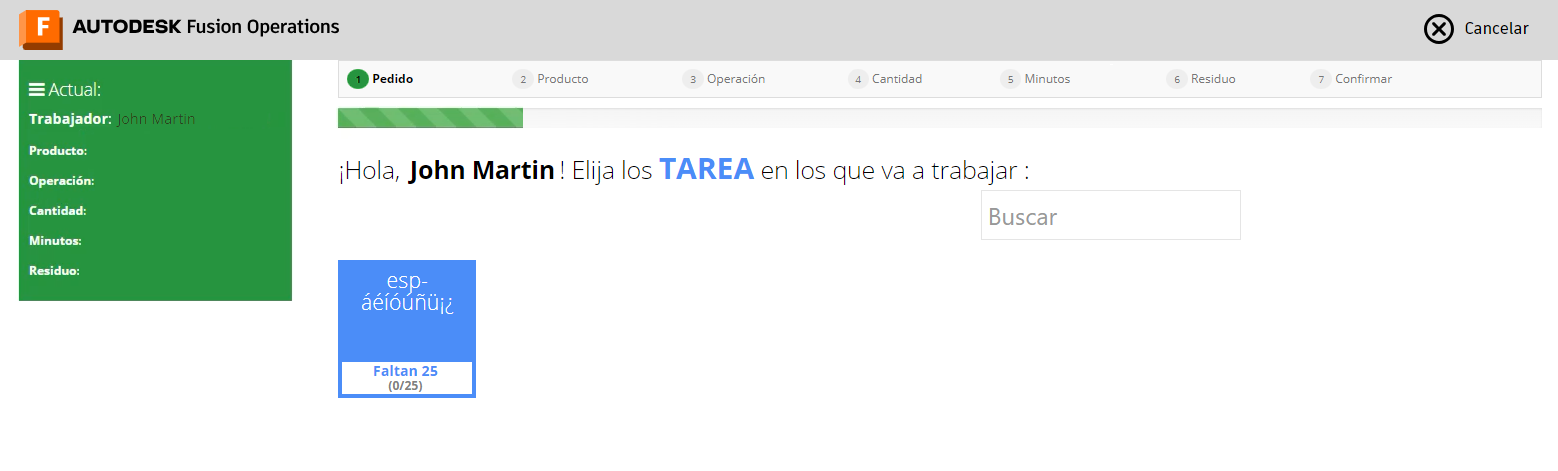 F AUTODESK Fusion Operations
Cancelar
Actual:
Trabajador: John Martin
Producto:
Operación:
Cantidad:
Minutos:
Residuo:
1 Pedido 2 Producto 3 Operación 4 Cantidad 5 Minutos 6 Residuo 7 Confirmar
¡Hola, John Martin ! Elija los TAREA en los que va a trabajar :
Buscar
esp-
áéíóúñü¡¿
Faltan 25
(0/25)